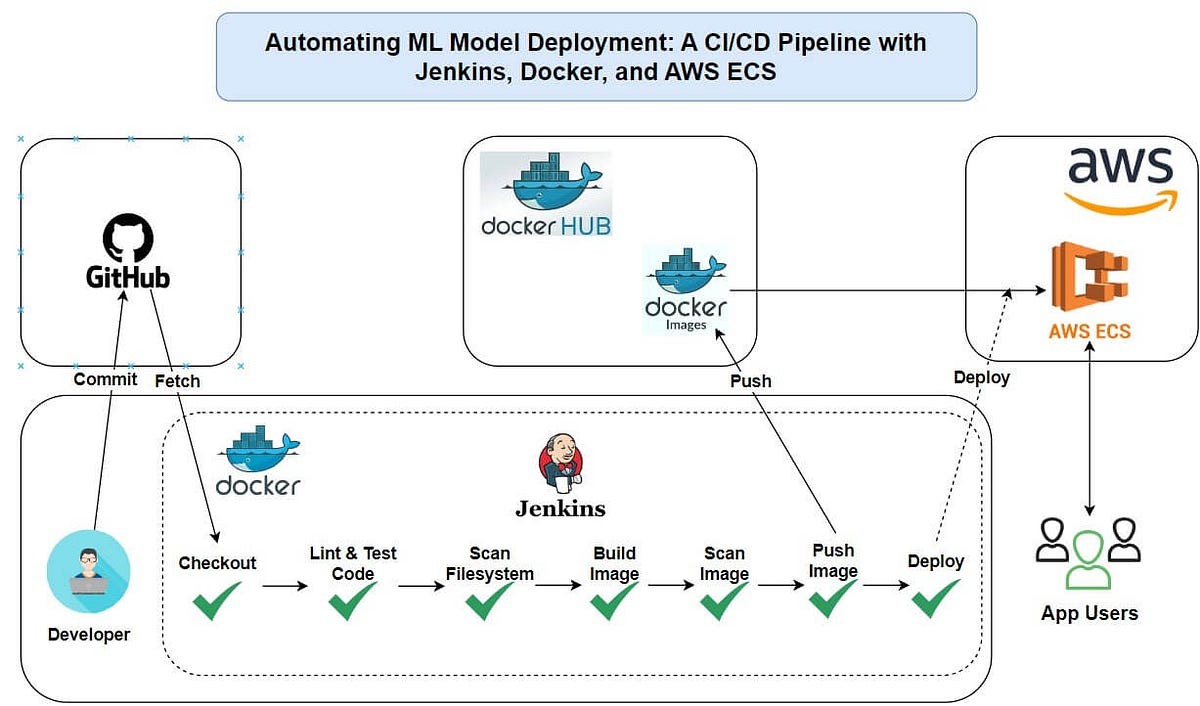 Automating ML Model Deployment: A CI/CD Pipeline with
Jenkins, Docker, and AWS ECS
GitHub
docker HUB
docker
Images
aws
AWS ECS
Commit
Fetch
Push
Deploy
docker
Jenkins
Developer
Checkout
Lint & Test
Code
Scan
Filesystem
Build
Image
Scan
Image
Push
Image
Deploy
App Users